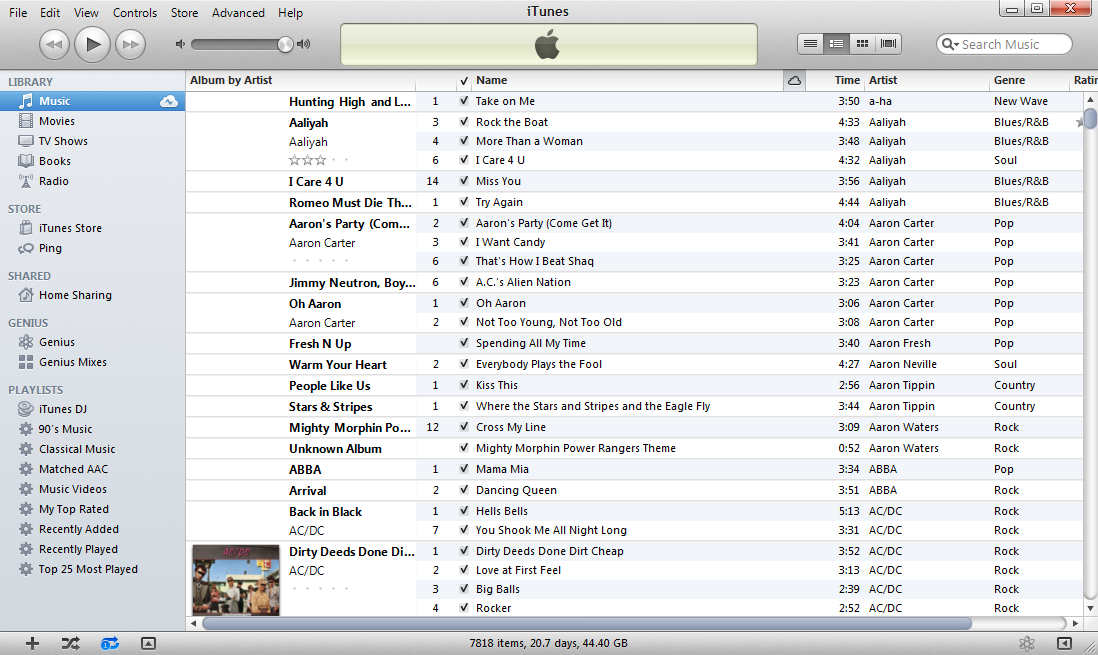 iTunes
File Edit View Controls Store Advanced Help
Search Music
LIBRARY
Music
Movies
TV Shows
Books
Radio
STORE
iTunes Store
Ping
SHARED
Home Sharing
GENIUS
Genius
Genius Mixes
PLAYLISTS
iTunes DJ
90's Music
Classical Music
Matched AAC
Music Videos
My Top Rated
Recently Added
Recently Played
Top 25 Most Played
Album by Artist ✓ Name Time Artist Genre Ratin
Hunting High and L... 1 Take on Me 3:50 a-ha New Wave
Aaliyah 3 Rock the Boat 4:33 Aaliyah Blues/R&B
Aaliyah 4 More Than a Woman 3:48 Aaliyah Blues/R&B
6 I Care 4 U 4:32 Aaliyah Soul
I Care 4 U 14 Miss You 3:56 Aaliyah Blues/R&B
Romeo Must Die Th... 1 Try Again 4:44 Aaliyah Blues/R&B
Aaron's Party (Com... 2 Aaron's Party (Come Get It) 4:04 Aaron Carter Pop
Aaron Carter 3 I Want Candy 3:41 Aaron Carter Pop
6 That's How I Beat Shaq 3:25 Aaron Carter Pop
Jimmy Neutron, Boy... 6 A.C.'s Alien Nation 3:23 Aaron Carter Pop
Oh Aaron 1 Oh Aaron 3:06 Aaron Carter Pop
Aaron Carter 2 Not Too Young, Not Too Old 3:08 Aaron Carter Pop
Fresh N Up Spending All My Time 3:40 Aaron Fresh Pop
Warm Your Heart 2 Everybody Plays the Fool 4:27 Aaron Neville Soul
People Like Us 1 Kiss This 2:56 Aaron Tippin Country
Stars & Stripes 1 Where the Stars and Stripes and the Eagle Fly 3:44 Aaron Tippin Country
Mighty Morphin Po... 12 Cross My Line 3:09 Aaron Waters Rock
Unknown Album Mighty Morphin Power Rangers Theme 0:52 Aaron Waters Rock
ABBA 1 Mama Mia 3:34 ABBA Pop
Arrival 2 Dancing Queen 3:51 ABBA Rock
Back in Black 1 Hells Bells 5:13 AC/DC Rock
AC/DC 7 You Shook Me All Night Long 3:31 AC/DC Rock
AC/DC
Dirty Deeds Done Di... 1 Dirty Deeds Done Dirt Cheap 3:52 AC/DC Rock
AC/DC 2 Love at First Feel 3:13 AC/DC Rock
3 Big Balls 2:39 AC/DC Rock
4 Rocker 2:52 AC/DC Rock
7818 items, 20.7 days, 44.40 GB